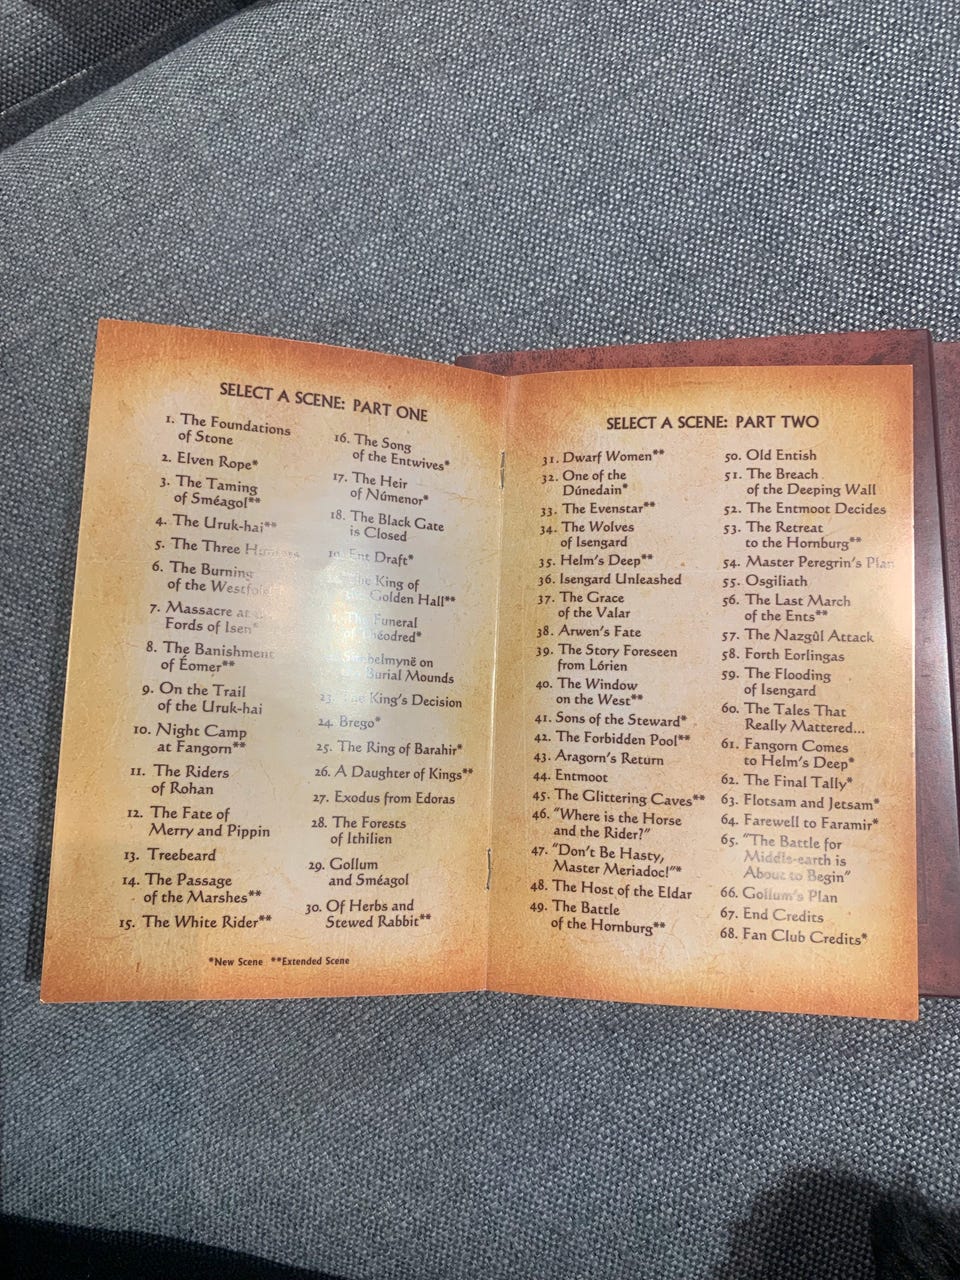 SELECT A SCENE: PART ONE
1. The Foundations
of Stone
2. Elven Rope*
3. The Taming
of Sméagol**
4. The Uruk-hai**
5. The Three
6. The Burning
of the Westfold
7. Massacre at
Fords of Isen*
8. The Banishment
of Éomer**
9. On the Trail
of the Uruk-hai
10. Night Camp
at Fangorn**
11. The Riders
of Rohan
12. The Fate of
Merry and Pippin
13. Treebeard
14. The Passage
of the Marshes**
15. The White Rider**
16. The Song
of the Entwives*
17. The Heir
of Númenor*
18. The Black Gate
is Closed
19. Ent Draft*
The King of
Golden Hall**
Funeral
of Théodred*
on
Burial Mounds
23. The King's Decision
24. Brego*
25. The Ring of Barahir*
26. A Daughter of Kings**
27. Exodus from Edoras
28. The Forests
of Ithilien
29. Gollum
and Sméagol
30. Of Herbs and
Stewed Rabbit**
*New Scene **Extended Scene
SELECT A SCENE: PART TWO
31. Dwarf Women**
32. One of the
Dúnedain*
33. The Evenstar**
34. The Wolves
of Isengard
35. Helm's Deep**
36. Isengard Unleashed
37. The Grace
of the Valar
38. Arwen's Fate
39. The Story Foreseen
from Lórien
40. The Window
on the West**
41. Sons of the Steward*
42. The Forbidden Pool**
43. Aragorn's Return
44. Entmoot
45. The Glittering Caves**
46. "Where is the Horse
and the Rider?"
47. "Don't Be Hasty,
Master Meriadoc!"*
48. The Host of the Eldar
49. The Battle
of the Hornburg**
50. Old Entish
51. The Breach
of the Deeping Wall
52. The Entmoot Decides
53. The Retreat
to the Hornburg**
54. Master Peregrin's Plan
55. Osgiliath
56. The Last March
of the Ents**
57. The Nazgûl Attack
58. Forth Eorlingas
59. The Flooding
of Isengard
60. The Tales That
Really Mattered...
61. Fangorn Comes
to Helm's Deep*
62. The Final Tally*
63. Flotsam and Jetsam*
64. Farewell to Faramir*
65. "The Battle for
Middle-earth is
About to Begin"
66. Gollum's Plan
67. End Credits
68. Fan Club Credits*